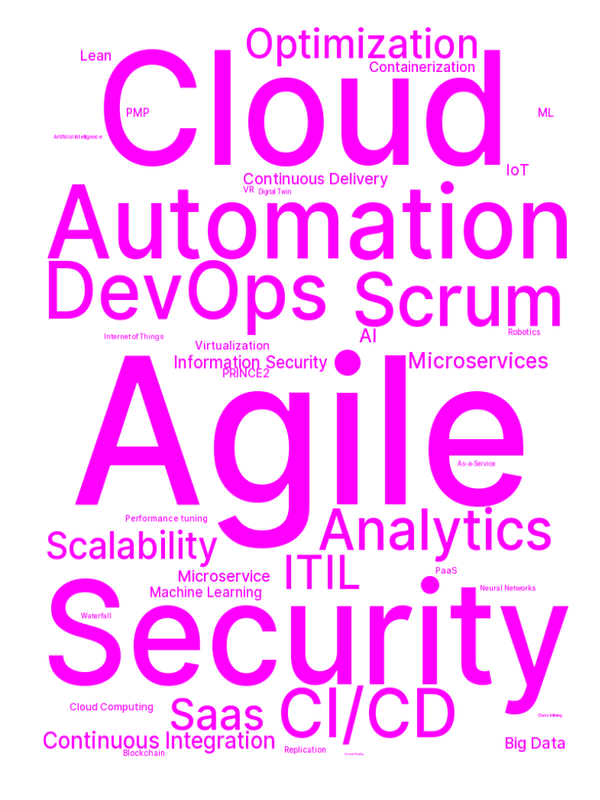 Optimization
Lean
Containerization
Cloud
PMP
ML
Artificial Intelligence
IoT
Continuous Delivery
VR
Digital Twin
Automation
DevOps
Scrum
Robotics
AI
Internet of Things
Virtualization
Information Security
Microservices
PRINCE2
Agile
As-a-Service
Performance tuning
Analytics
Scalability
ITIL
PaaS
Microservice
Machine Learning
Neural Networks
Waterfall
Security
Cloud Computing
Saas
CI/CD
Data Mining
Continuous Integration
Big Data
Replication
Blockchain